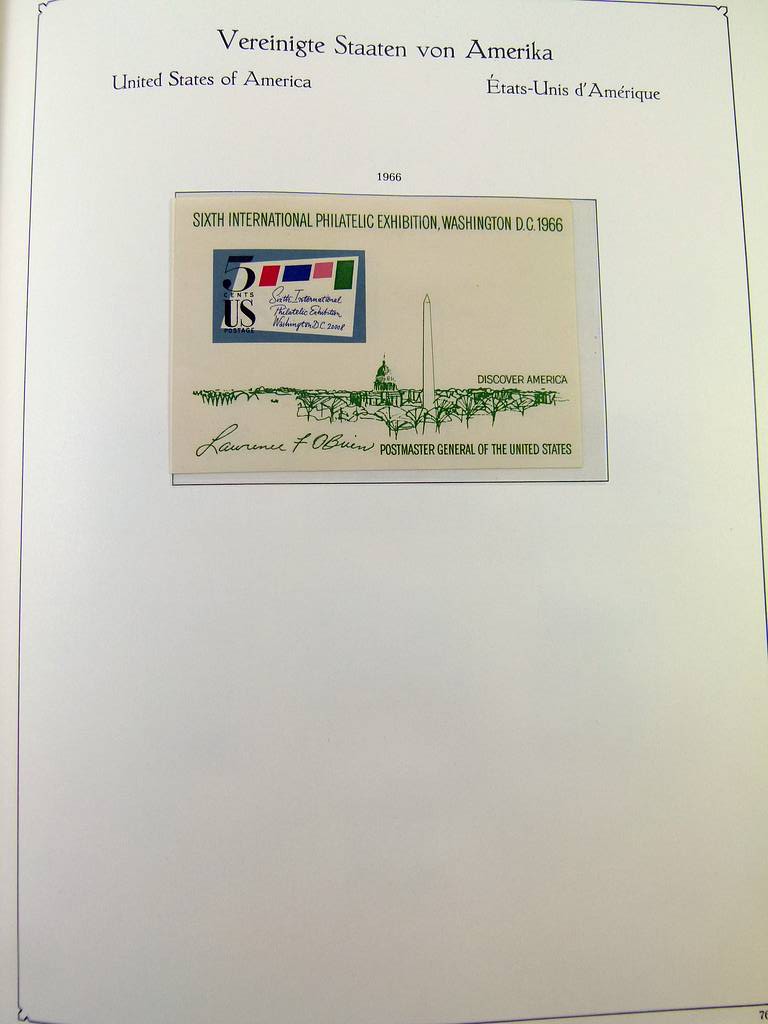 Vereinigte Staaten von Amerika
United States of America
États-Unis d'Amérique
1966
SIXTH INTERNATIONAL PHILATELIC EXHIBITION, WASHINGTON D.C. 1966
5
CENTS
US
POSTAGE
Sixth International
Philatelic Exhibition
Washington D.C. 20008
DISCOVER AMERICA
Lawrence F O'Brien POSTMASTER GENERAL OF THE UNITED STATES